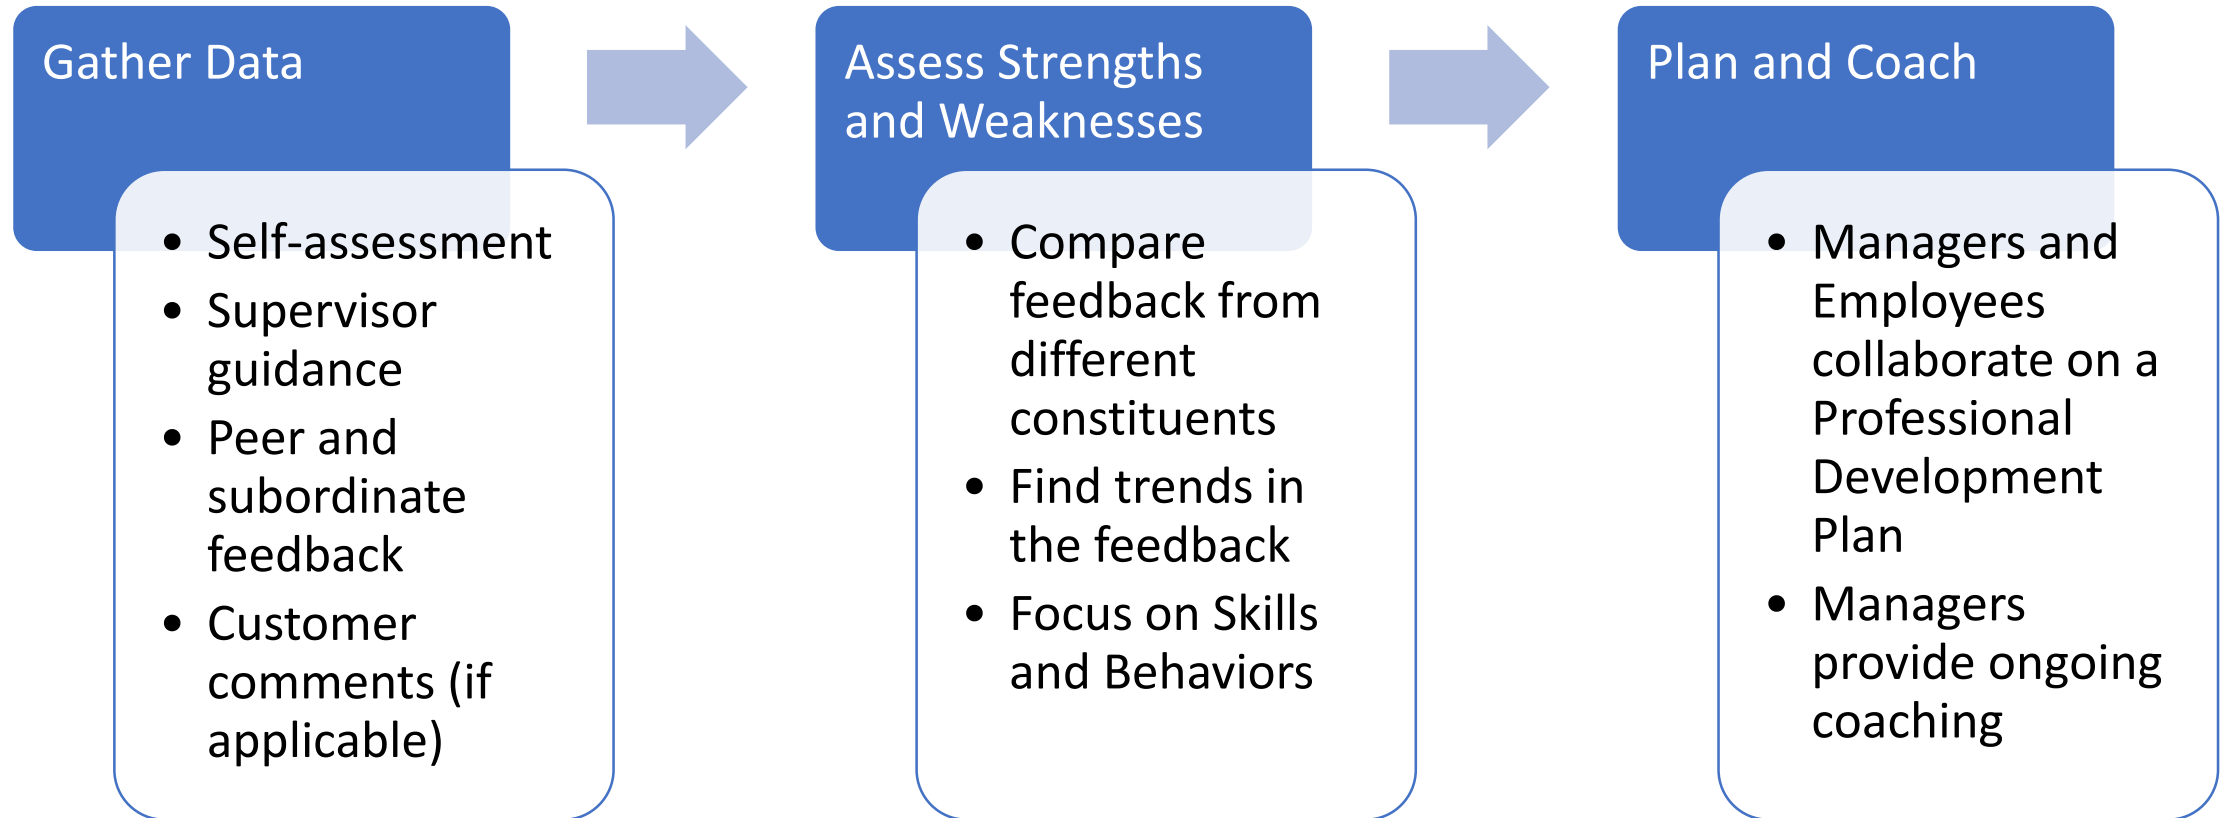 Gather Data
• Self-assessment
• Supervisor
guidance
• Peer and
subordinate
feedback
• Customer
comments (if
applicable)
Assess Strengths
and Weaknesses
• Compare
feedback from
different
constituents
• Find trends in
the feedback
• Focus on Skills
and Behaviors
Plan and Coach
• Managers and
Employees
collaborate on a
Professional
Development
Plan
• Managers
provide ongoing
coaching